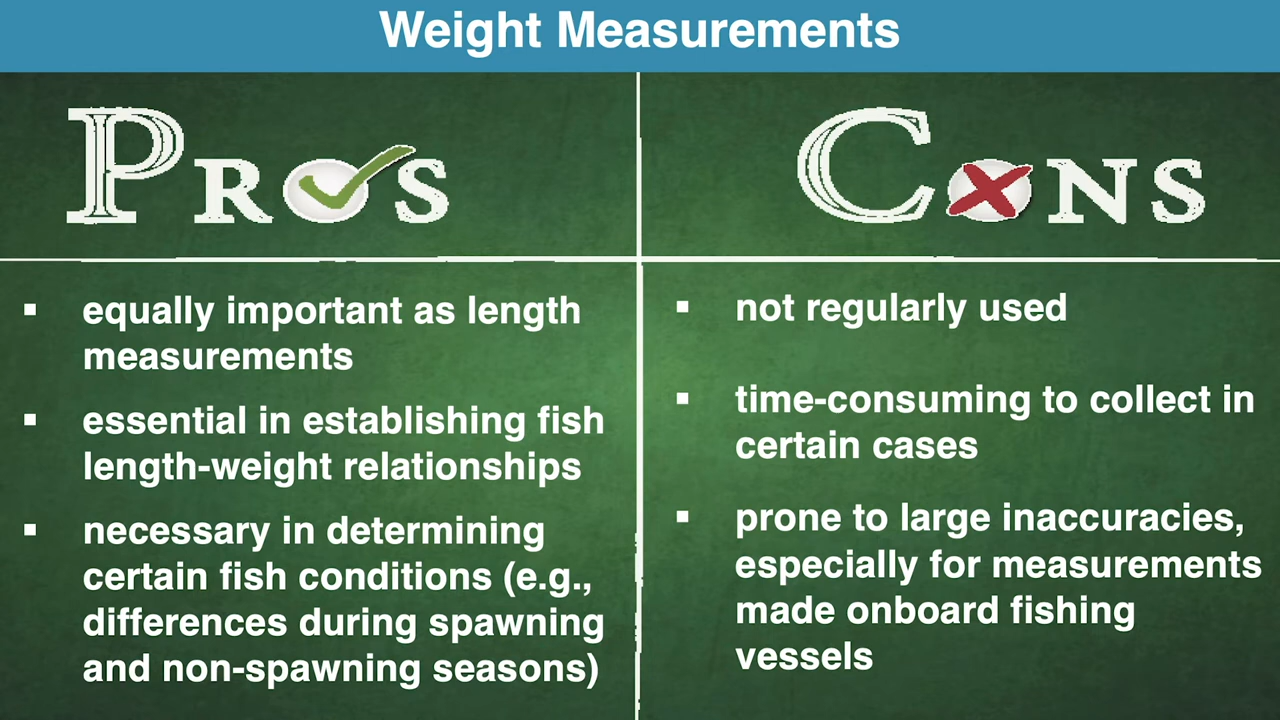 Weight Measurements
Pros
Cons
▪ equally important as length
measurements
▪ essential in establishing fish
length-weight relationships
▪ necessary in determining
certain fish conditions (e.g.,
differences during spawning
and non-spawning seasons)
▪ not regularly used
▪ time-consuming to collect in
certain cases
▪ prone to large inaccuracies,
especially for measurements
made onboard fishing
vessels